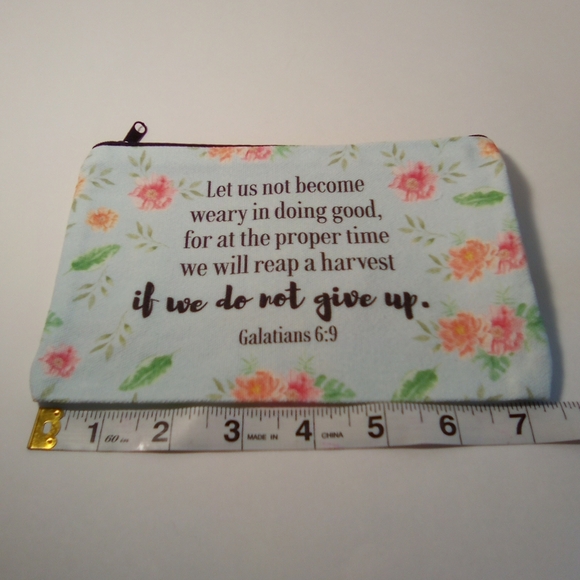 Let us not become
weary in doing good,
for at the proper time
we will reap a harvest
if we do not give up.
Galatians 6:9
1 60 cm 2 3 MADE IN 4 CHINA 5 6 7